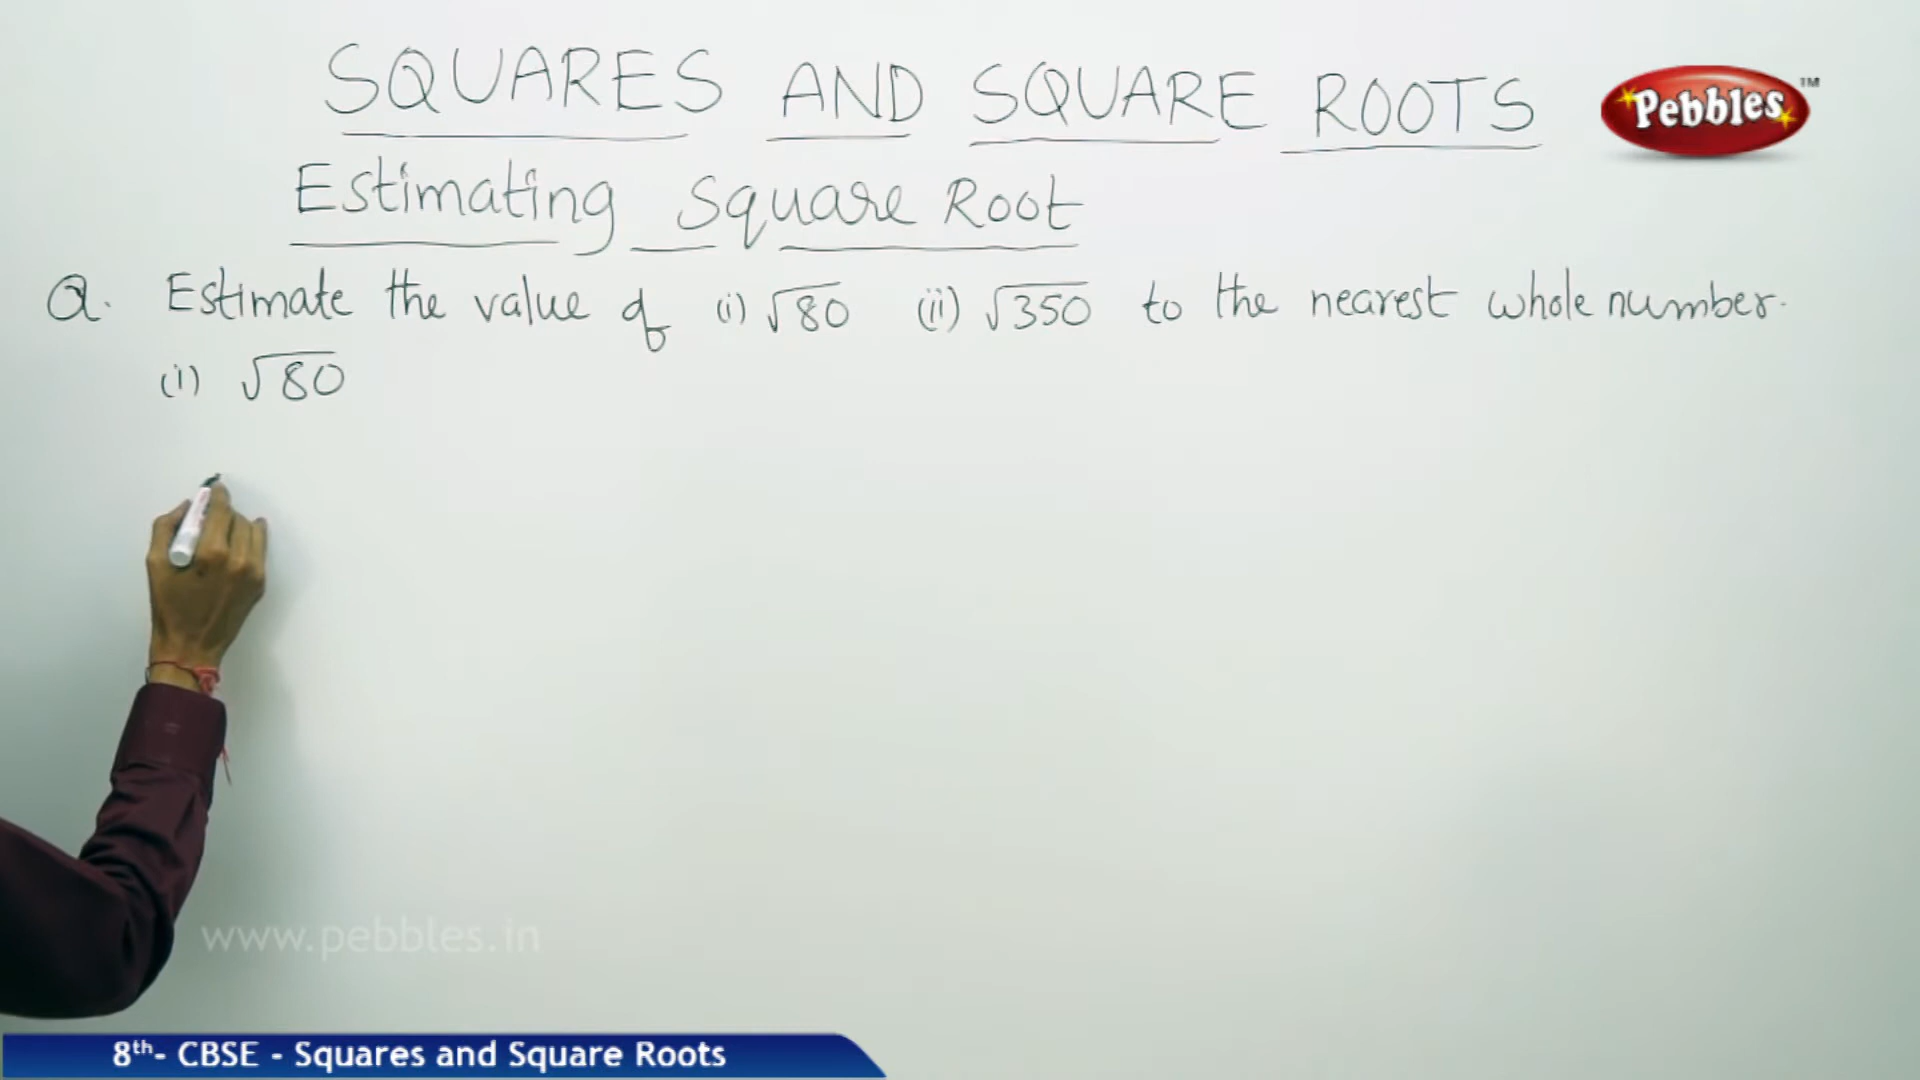 SQUARES AND SQUARE ROOTS
Pebbles™
Estimating Square Root
Q. Estimate the value of (i) √80 (ii) √350 to the nearest whole number.
(i) √80
www.pebbles.in
8th- CBSE - Squares and Square Roots